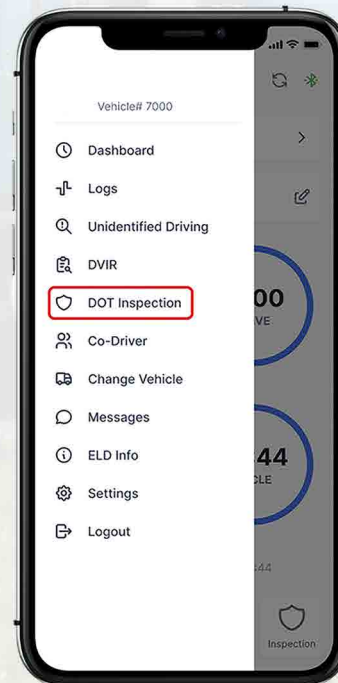 Vehicle# 7000
Dashboard
Logs
Unidentified Driving
DVIR
DOT Inspection
Co-Driver
Change Vehicle
Messages
ELD Info
Settings
Logout
00
VE
44
CLE
:44
Inspection